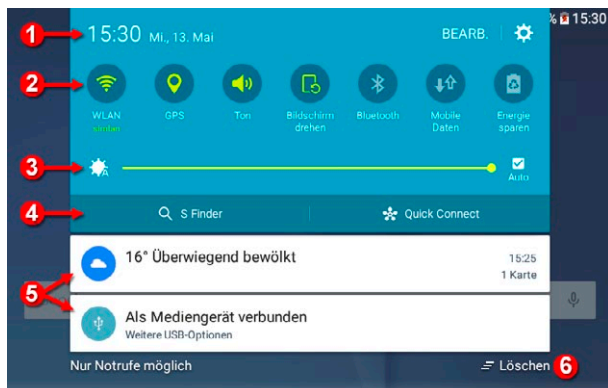 % 15:30
1 15:30 Mi., 13. Mai BEARB.
2
WLAN GPS Ton Bildschirm drehen Bluetooth Mobile Daten Energie sparen
3 A Auto
4 S Finder Quick Connect
16° Überwiegend bewölkt 15:25
1 Karte
5
Als Mediengerät verbunden
Weitere USB-Optionen
Nur Notrufe möglich Löschen 6